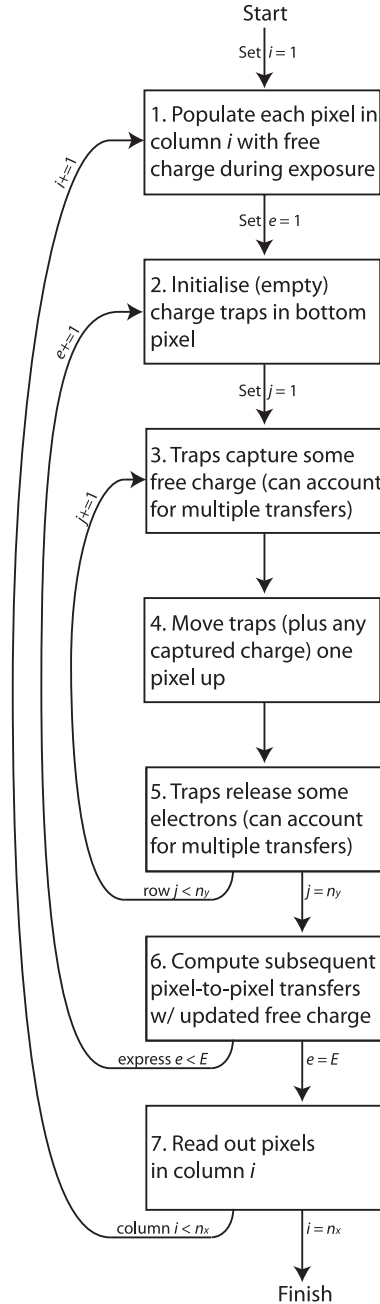 Start
Set i = 1
1. Populate each pixel in
column i with free
charge during exposure
i+=1
Set e = 1
2. Initialise (empty)
charge traps in bottom
pixel
e+=1
Set j = 1
3. Traps capture some
free charge (can account
for multiple transfers)
j+=1
4. Move traps (plus any
captured charge) one
pixel up
5. Traps release some
electrons (can account
for multiple transfers)
row j < ny
j = ny
6. Compute subsequent
pixel-to-pixel transfers
w/ updated free charge
express e < E
e = E
7. Read out pixels
in column i
column i < nx
i = nx
Finish